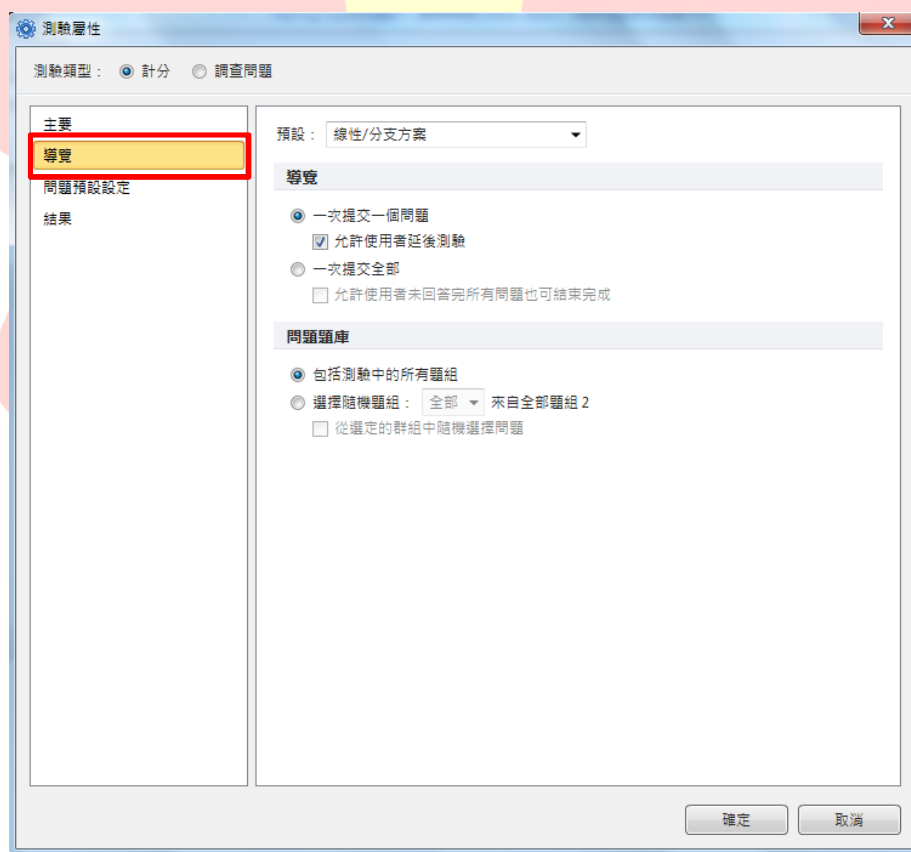 測驗屬性
測驗類型： 計分 調查問題
主要
導覽
問題預設設定
結果
預設： 線性/分支方案
導覽
一次提交一個問題
允許使用者延後測驗
一次提交全部
允許使用者未回答完所有問題也可結束完成
問題題庫
包括測驗中的所有題組
選擇隨機題組： 全部 來自全部題組 2
從選定的群組中隨機選擇問題
確定 取消